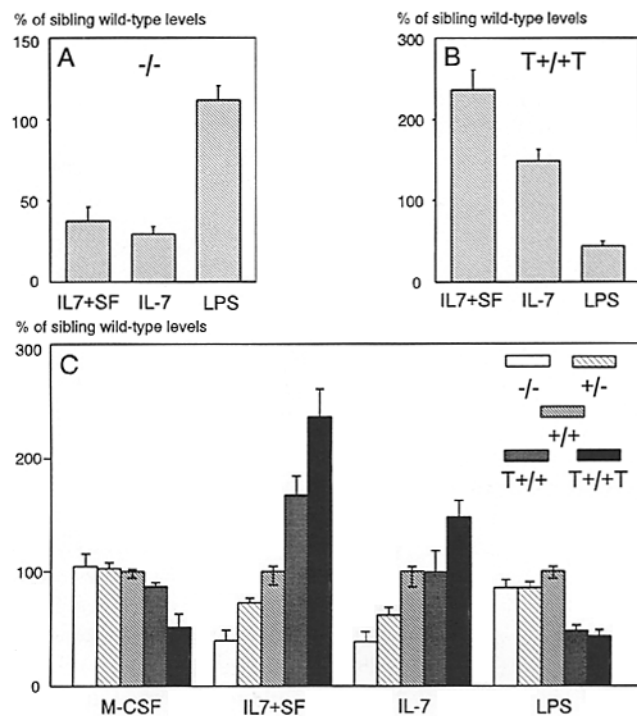 % of sibling wild-type levels
150
A
-/-
100
50
0
IL7+SF IL-7 LPS
% of sibling wild-type levels
300
B
T+/+T
200
100
0
IL7+SF IL-7 LPS
% of sibling wild-type levels
300
C
-/- +/-
+/+
T+/+ T+/+T
200
100
0
M-CSF IL7+SF IL-7 LPS